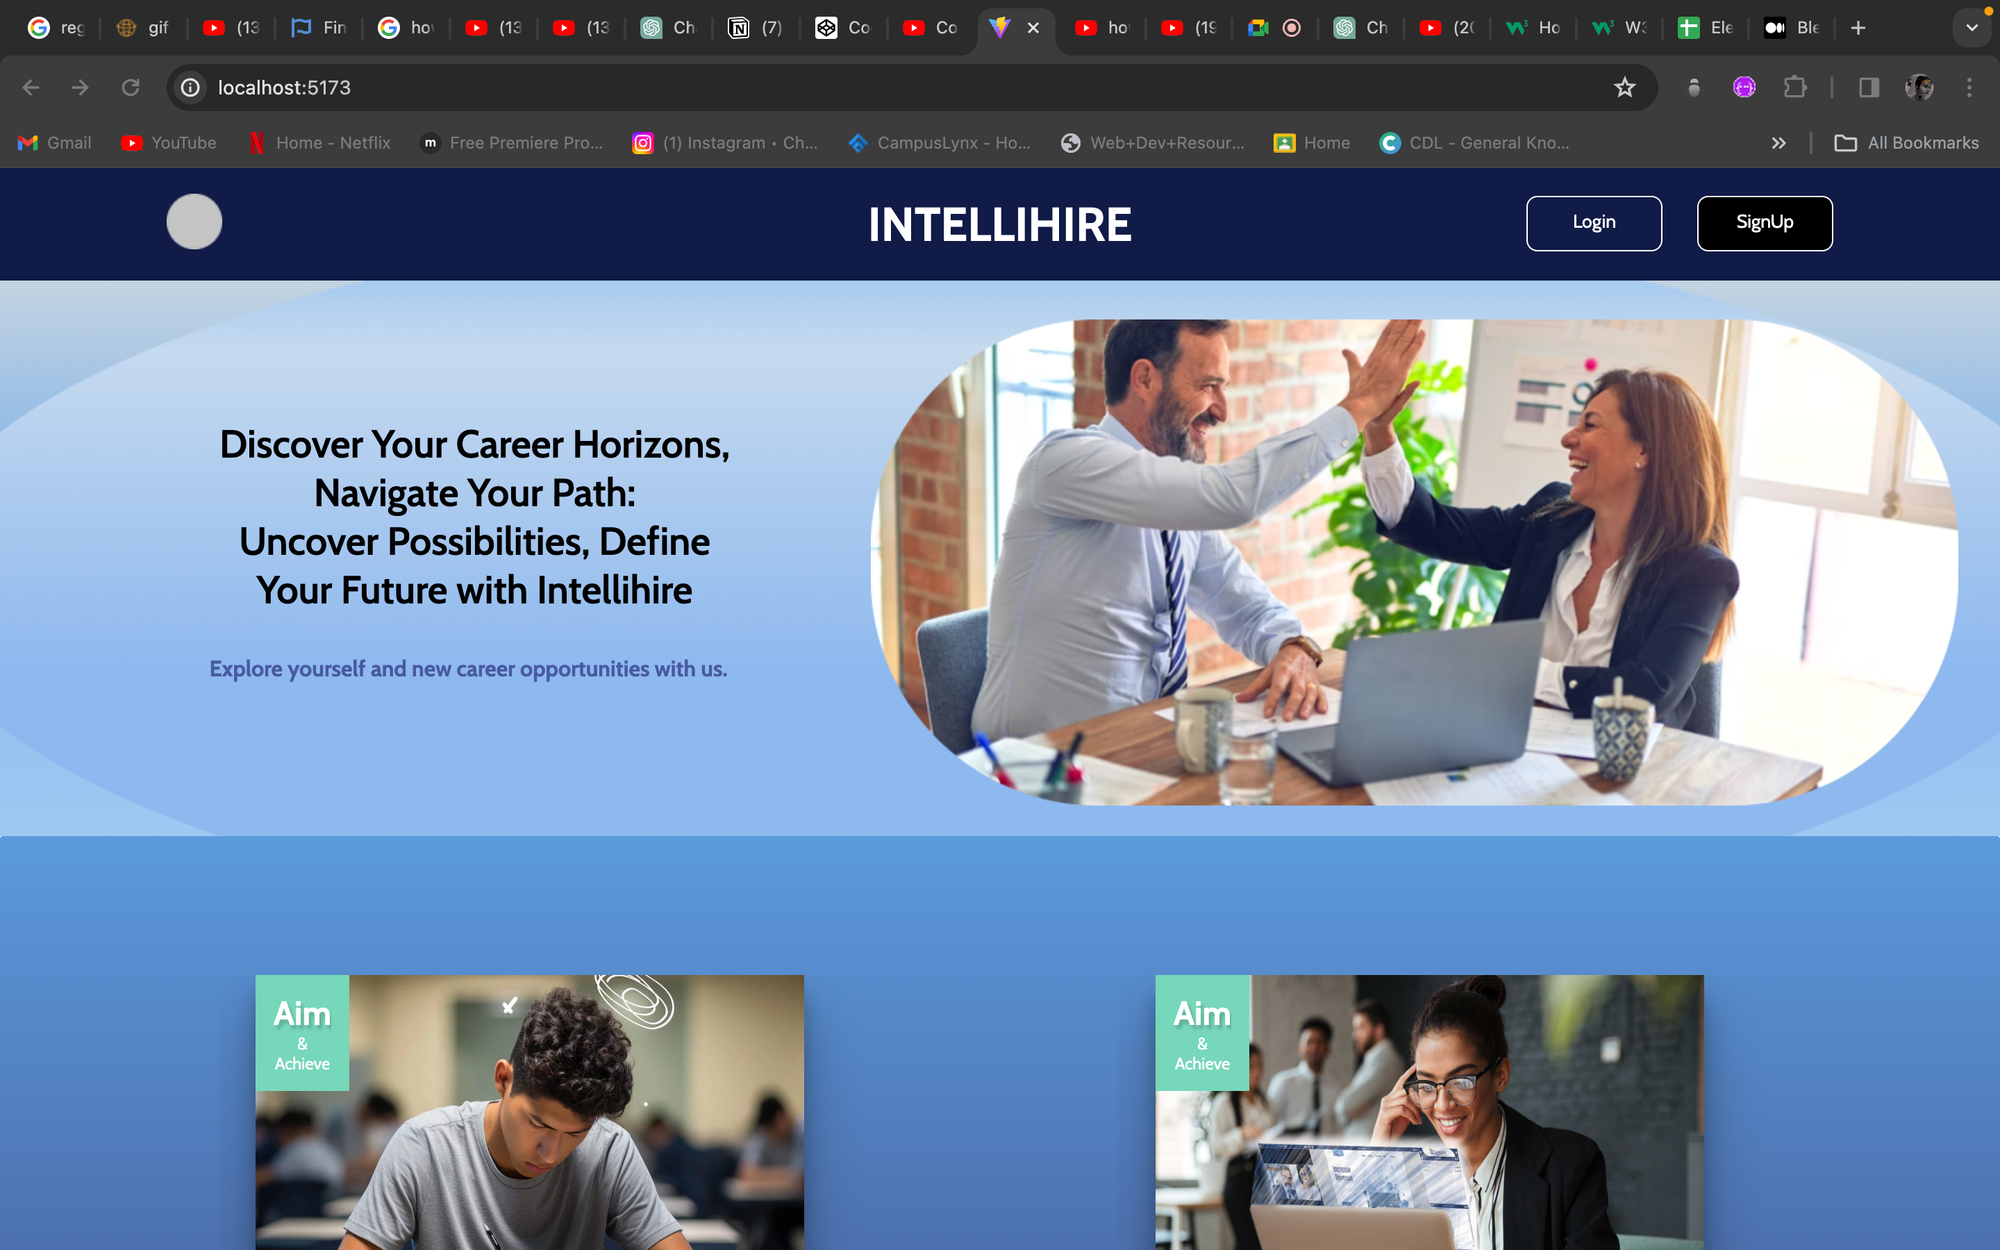 reg
gif
(13
Fin
ho
(13
(13
Ch
(7)
Co
Co
ho
(19
Ch
(20
Ho
W3
Ele
Ble
localhost:5173
Gmail
YouTube
Home - Netflix
Free Premiere Pro...
(1) Instagram • Ch...
CampusLynx - Ho...
Web+Dev+Resour...
Home
CDL - General Kno...
All Bookmarks
INTELLIHIRE
Login
SignUp
Discover Your Career Horizons,
Navigate Your Path:
Uncover Possibilities, Define
Your Future with Intellihire
Explore yourself and new career opportunities with us.
Aim
&
Achieve
Aim
&
Achieve